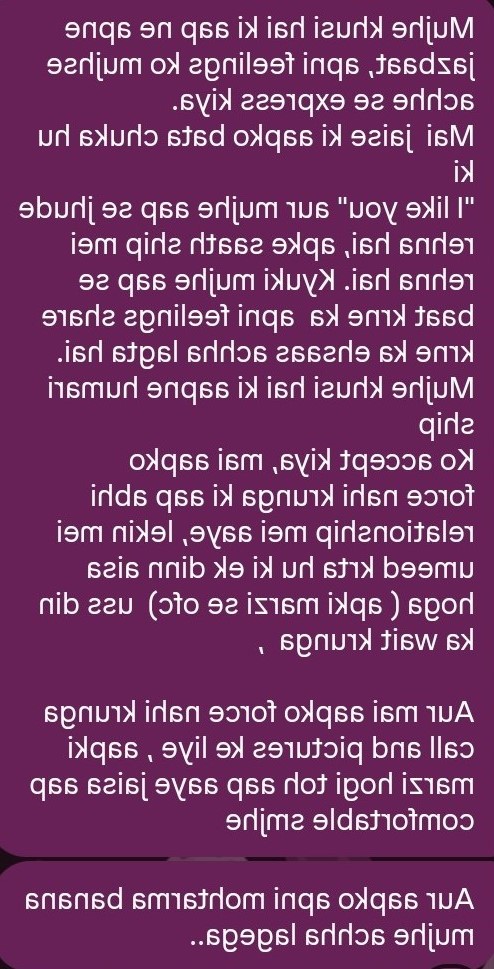 Mujhe khusi hai ki aap ne apne
jazbaat, apni feelings ko mujhse
achhe se express kiya.
Mai  jaise ki aapko bata chuka hu
ki
"I like you" aur mujhe aap se jhude
rehna hai, apke saath ship mei
rehna hai. Kyuki mujhe aap se
baat krne ka  apni feelings share
krne ka ehsaas achha lagta hai.
Mujhe khusi hai ki aapne humari
ship
Ko accept kiya, mai aapko
force nahi krunga ki aap abhi
relationship mei aaye, lekin mei
umeed krta hu ki ek dinn aisa
hoga ( apki marzi se ofc)  uss din
ka wait krunga  ,
Aur mai aapko force nahi krunga
call and pictures ke liye , aapki
marzi hogi toh aap aaye jaisa aap
comfortable smjhe
Aur aapko apni mohtarma banana
mujhe achha lagega..